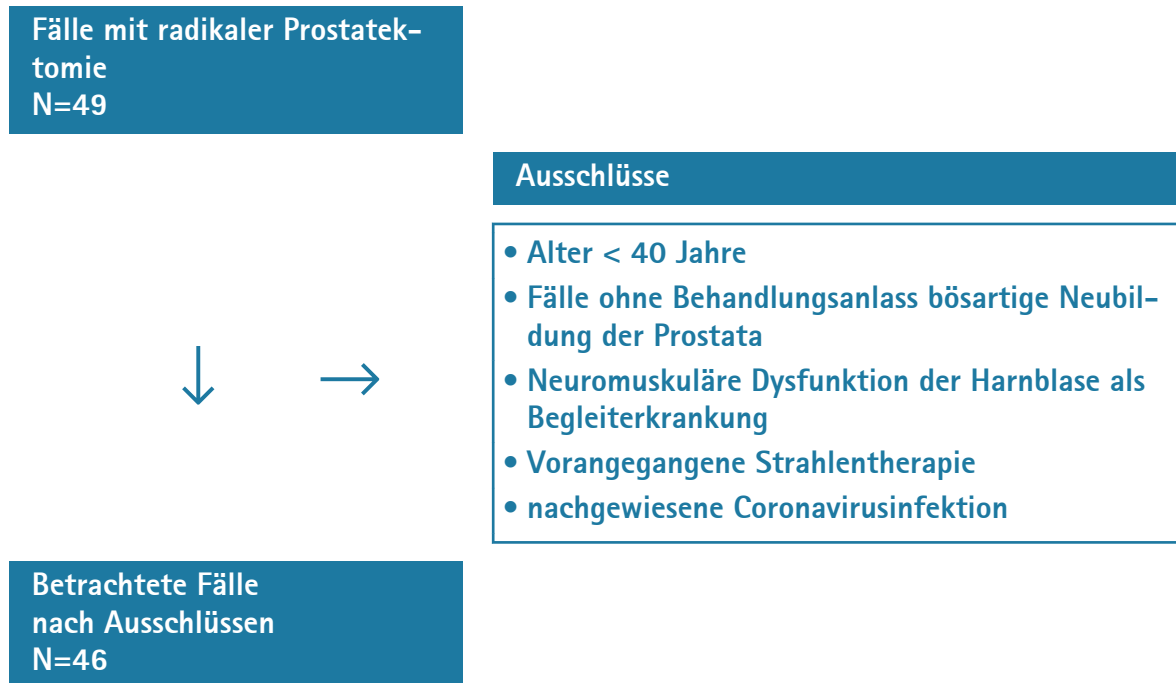 Fälle mit radikaler Prostatek-
tomie
N=49
Ausschlüsse
• Alter < 40 Jahre
• Fälle ohne Behandlungsanlass bösartige Neubil-
dung der Prostata
• Neuromuskuläre Dysfunktion der Harnblase als
Begleiterkrankung
• Vorangegangene Strahlentherapie
• nachgewiesene Coronavirusinfektion
Betrachtete Fälle
nach Ausschlüssen
N=46